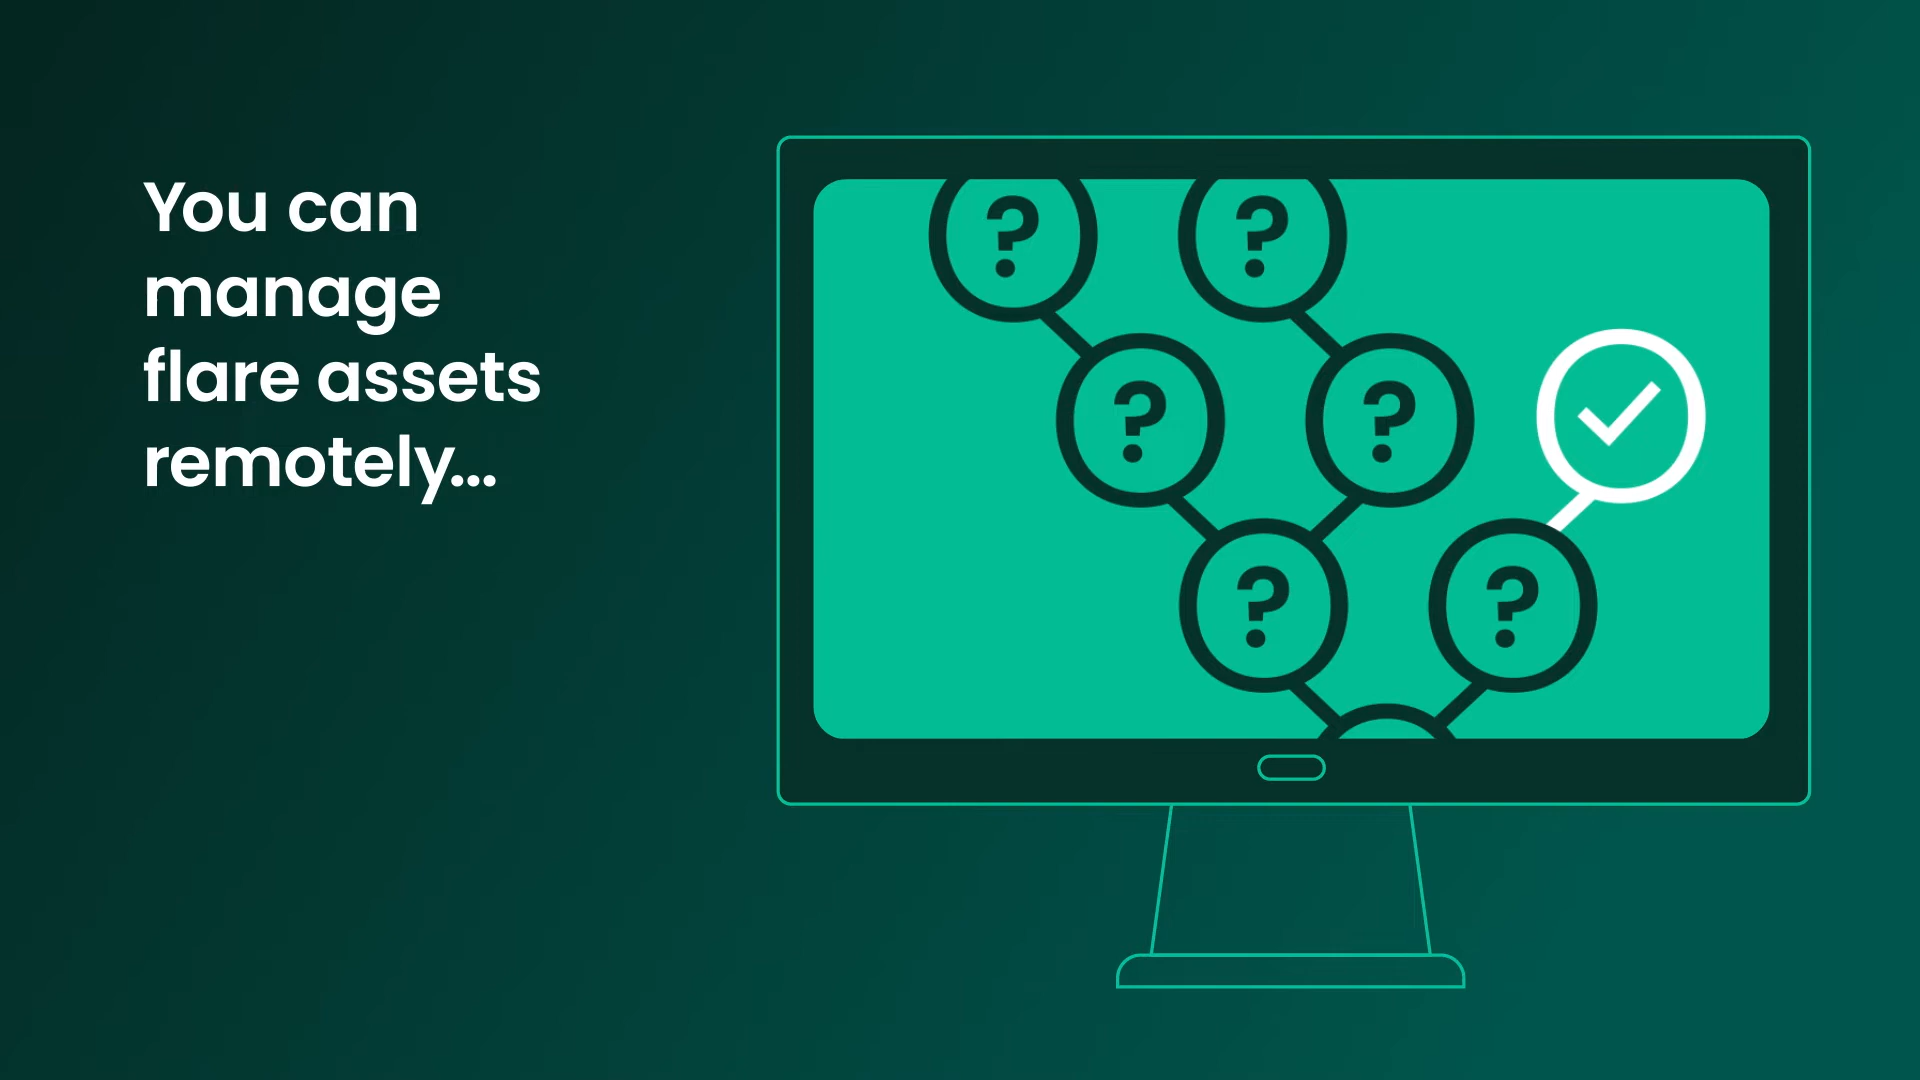 You can
manage
flare assets
remotely...
? ?
? ?
? ?